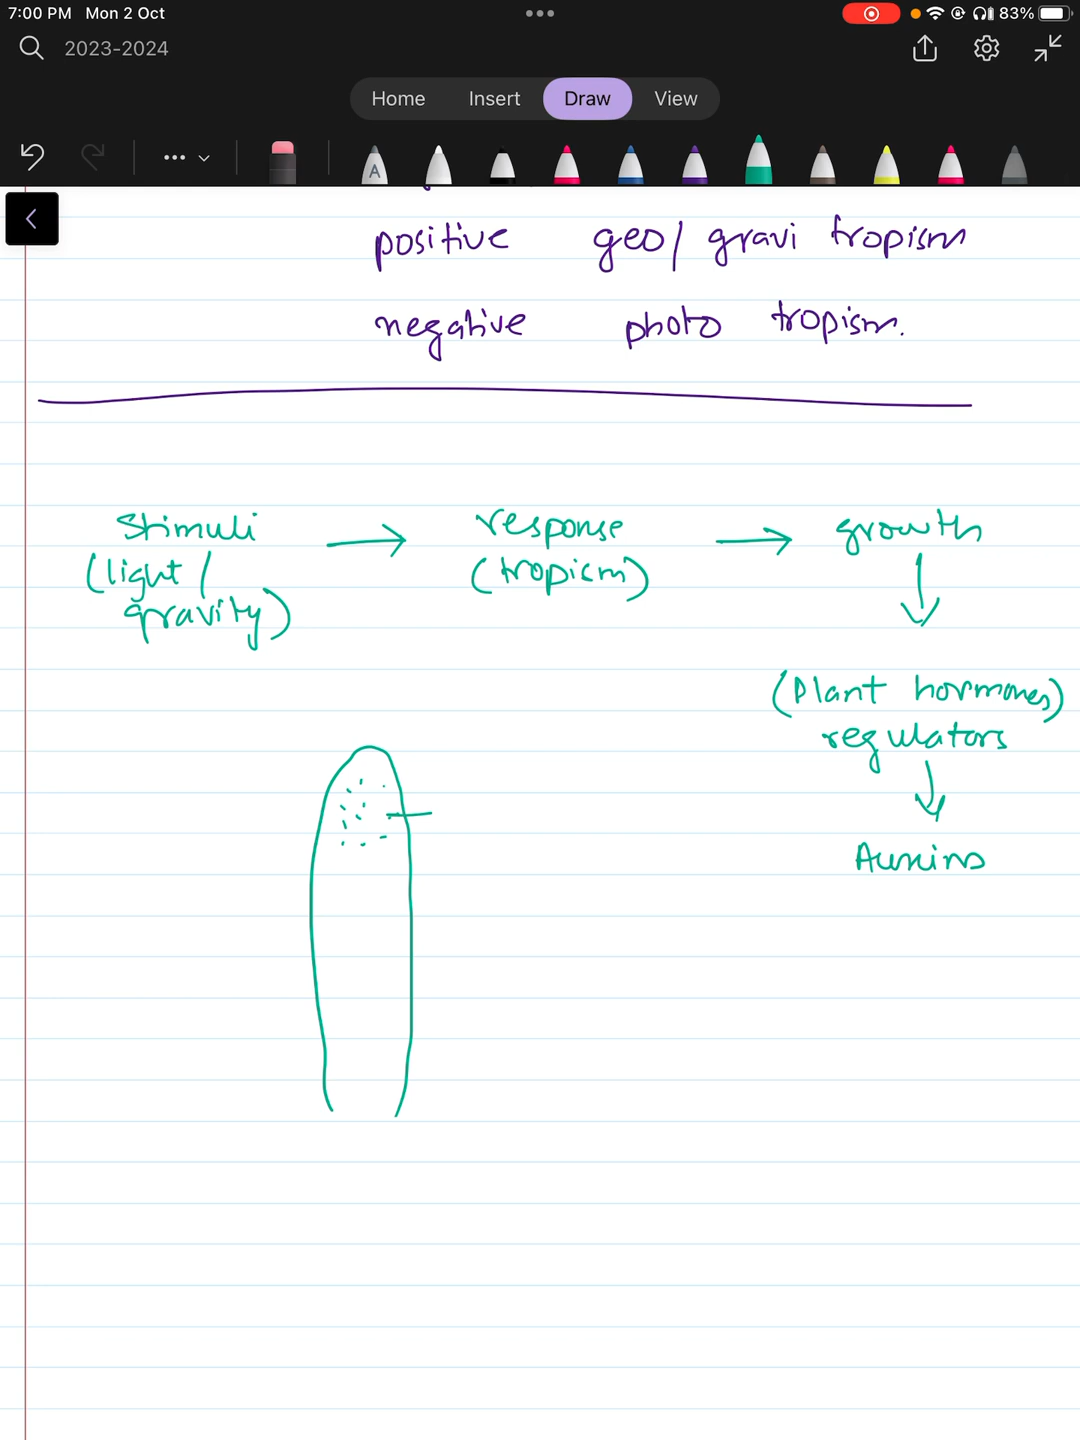 7:00 PM Mon 2 Oct
83%
2023-2024
Home Insert Draw View
A
positive geo/ gravi tropism
negative photo tropism.
Stimuli → response → growth
(light / (tropism)
gravity)
(Plant hormones)
regulators
Auxins